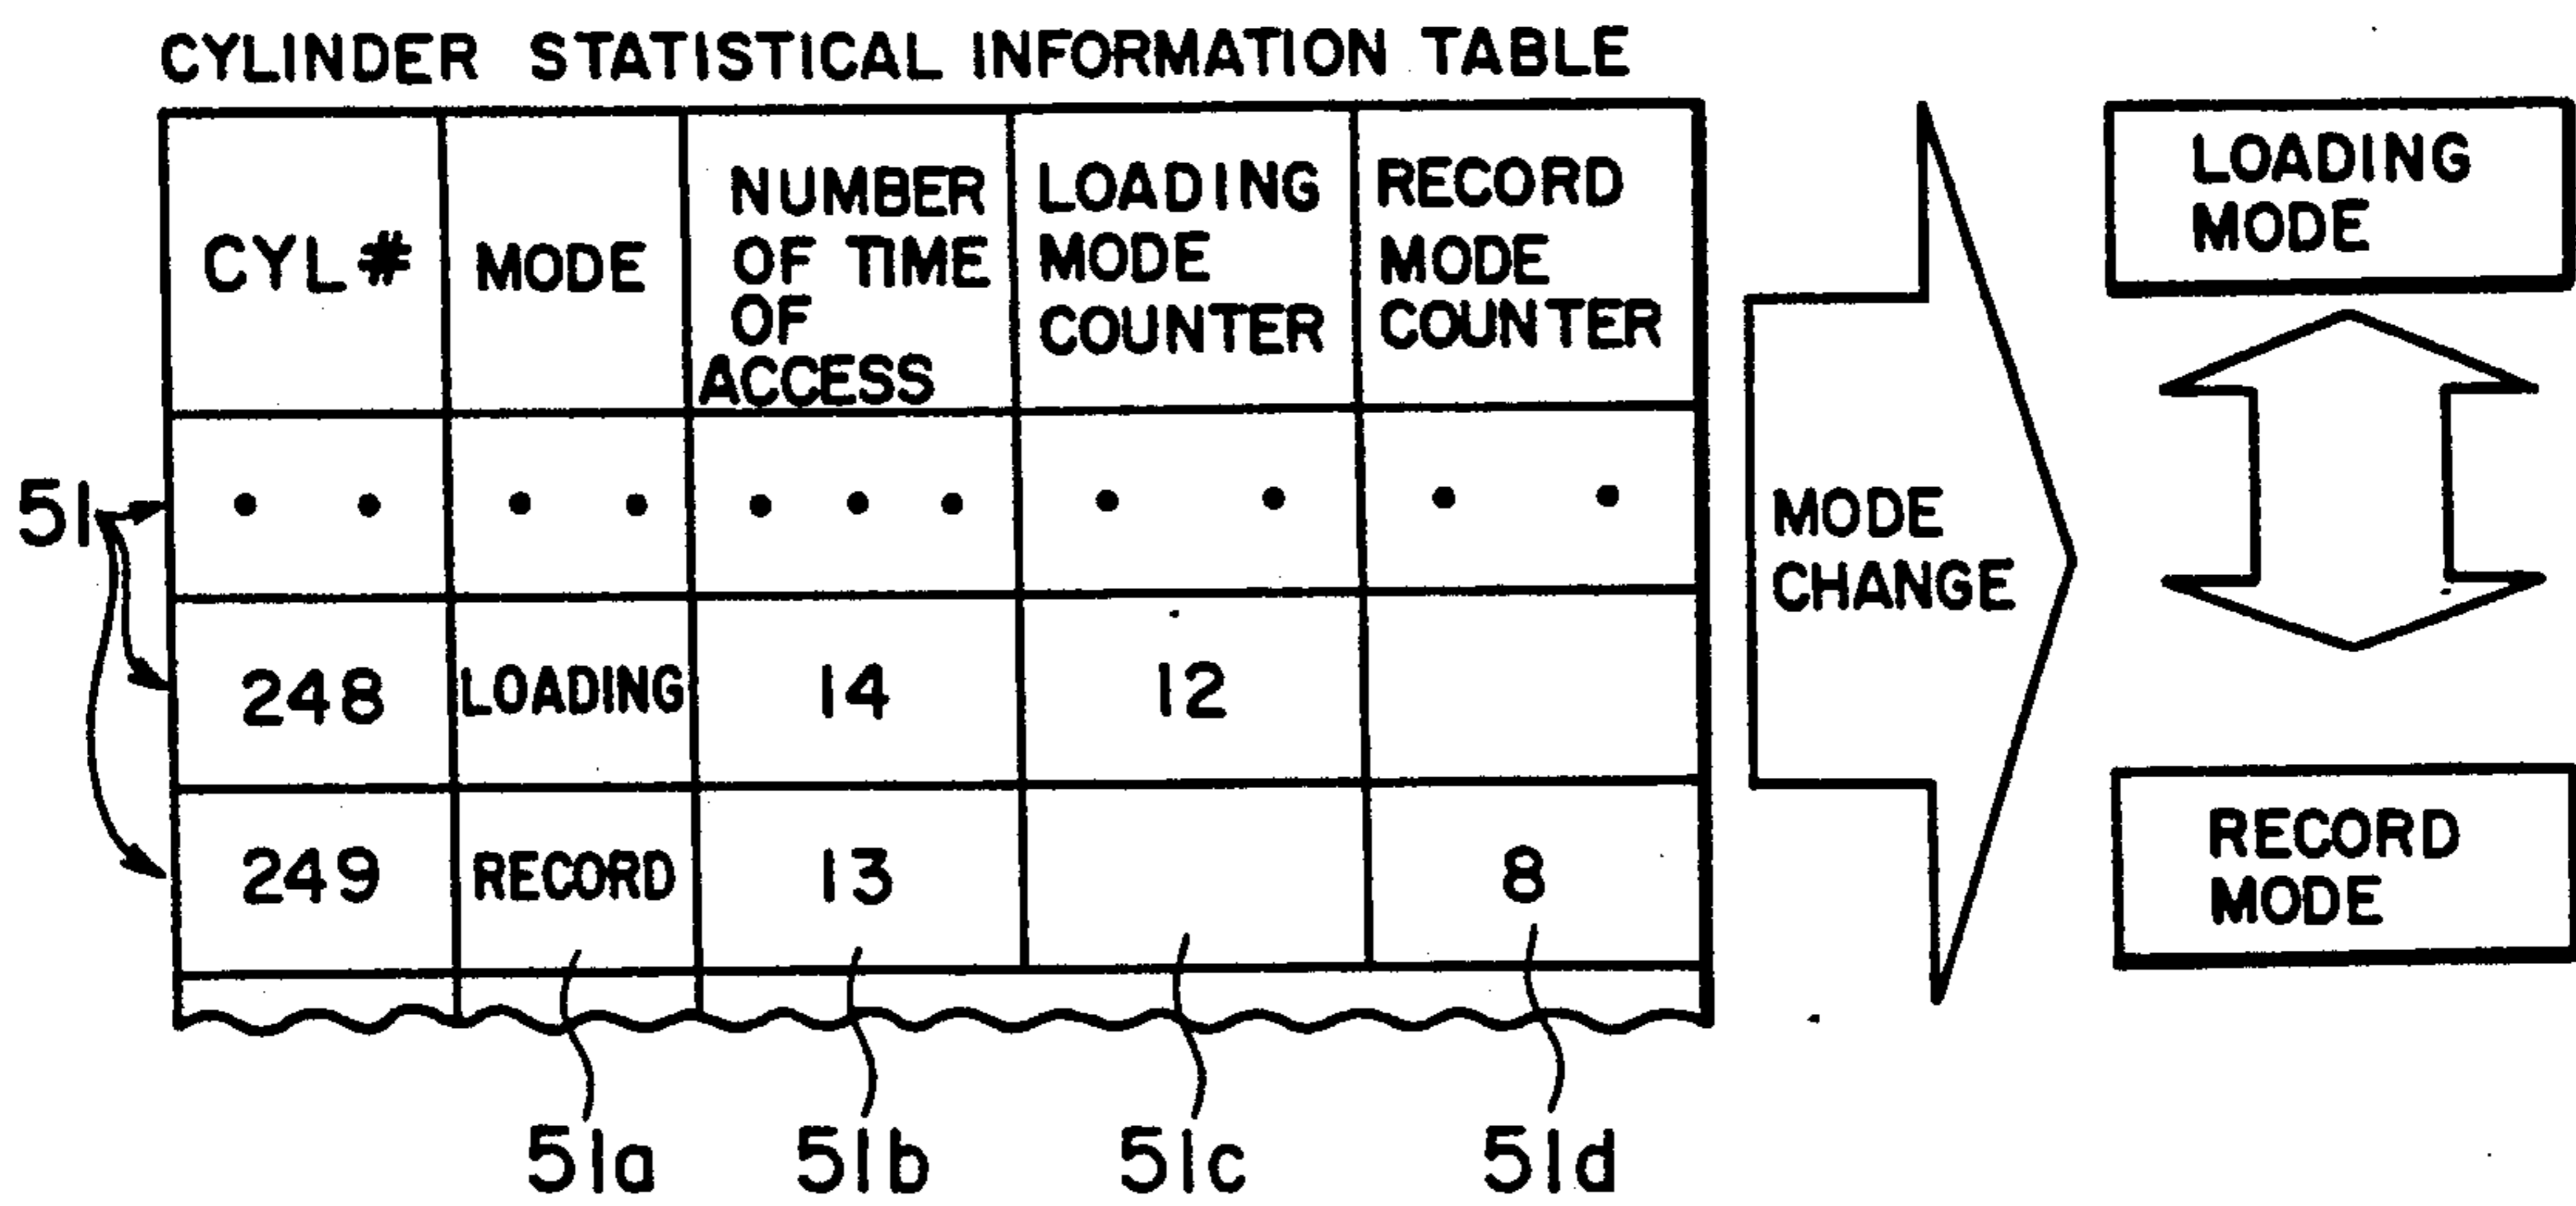 CYLINDER STATISTICAL INFORMATION TABLE
CYL#
MODE
NUMBER
OF TIME
OF
ACCESS
LOADING
MODE
COUNTER
RECORD
MODE
COUNTER
51
248
LOADING
14
12
249
RECORD
13
8
51a
51b
51c
51d
MODE
CHANGE
LOADING
MODE
RECORD
MODE